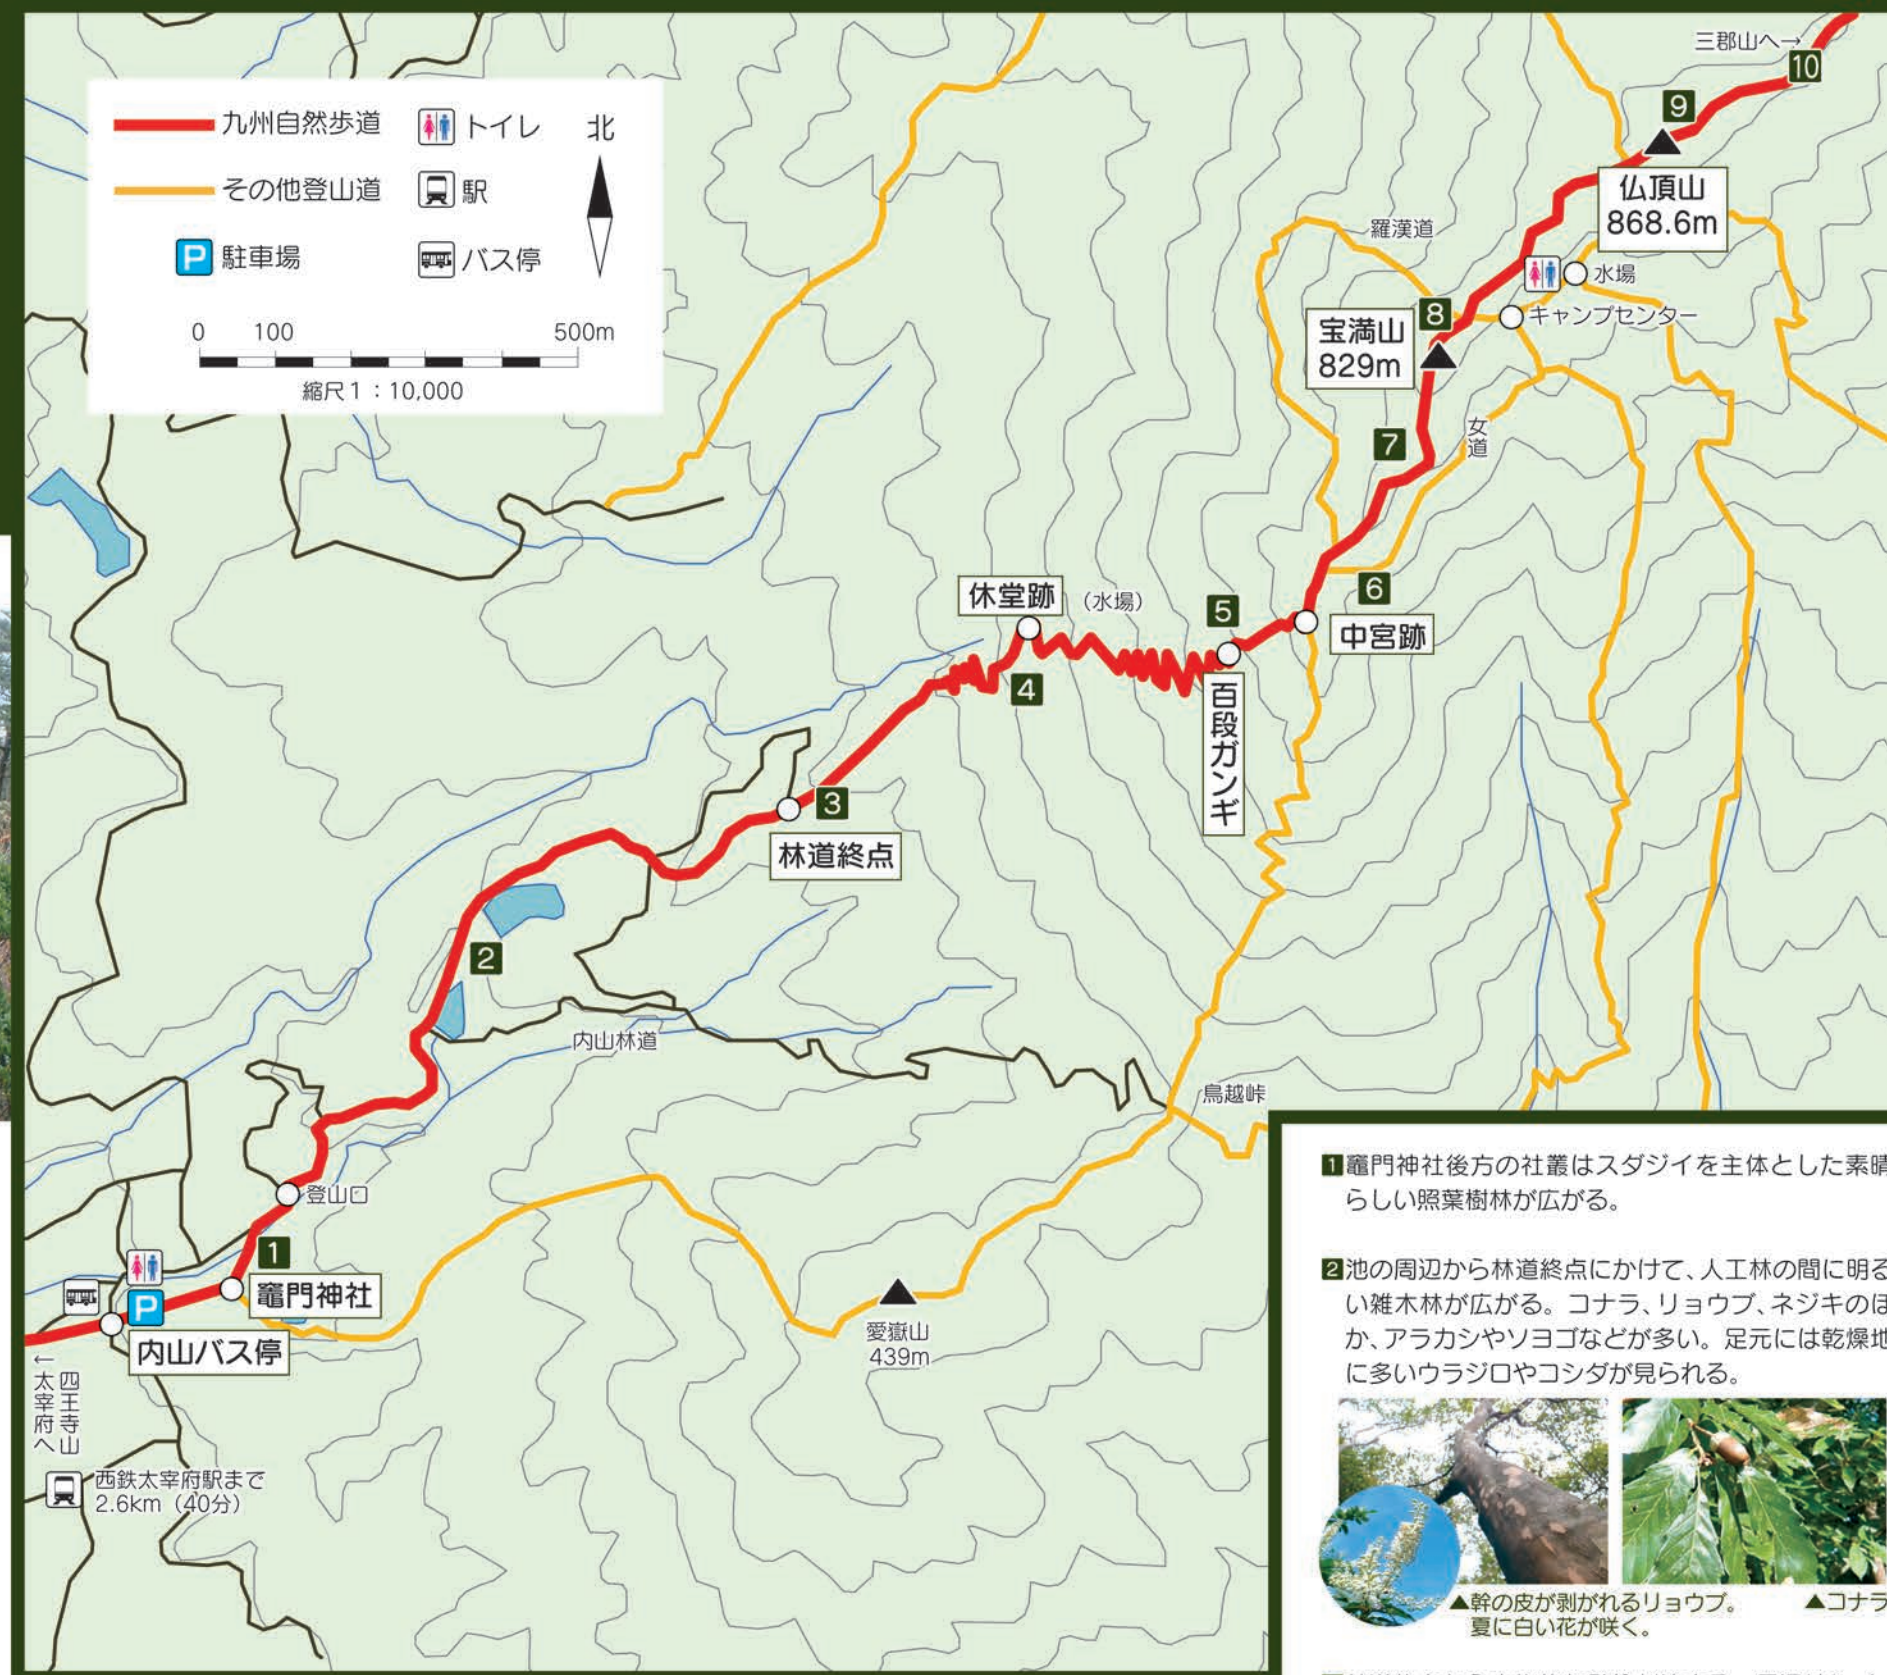 九州自然歩道
トイレ
北
その他登山道
駅
P 駐車場
バス停
0 100 500m
縮尺1：10,000
三郡山へ→
10
9
仏頂山
868.6m
羅漢道
水場
キャンプセンター
8
宝満山
829m
7
女道
6
中宮跡
5
百段ガンギ
休堂跡
（水場）
4
3
林道終点
2
内山林道
鳥越峠
登山口
1
竈門神社
P
内山バス停
愛嶽山
439m
←四王寺山
太宰府へ
西鉄太宰府駅まで
2.6km（40分）
1竈門神社後方の社叢はスダジイを主体とした素晴
らしい照葉樹林が広がる。
2池の周辺から林道終点にかけて、人工林の間に明る
い雑木林が広がる。コナラ、リョウブ、ネジキのほ
か、アラカシやソヨゴなどが多い。足元には乾燥地
に多いウラジロやコシダが見られる。
▲幹の皮が剥がれるリョウブ。
夏に白い花が咲く。
▲コナラ